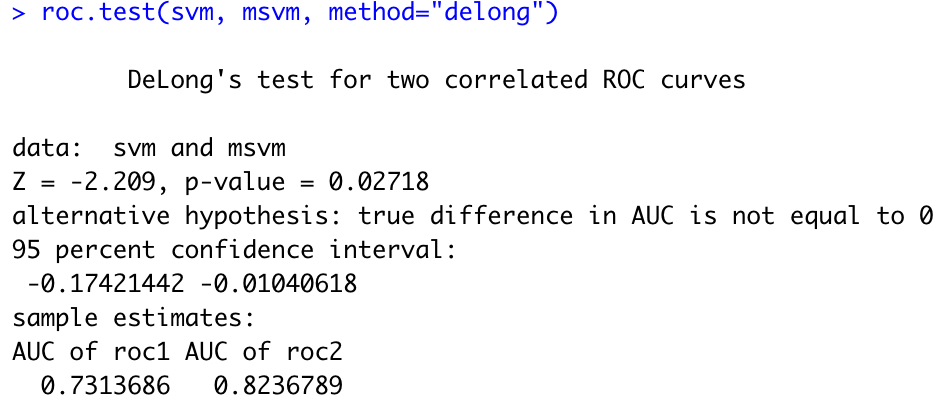 > roc.test(svm, msvm, method="delong")
DeLong's test for two correlated ROC curves
data:  svm and msvm
Z = -2.209, p-value = 0.02718
alternative hypothesis: true difference in AUC is not equal to 0
95 percent confidence interval:
-0.17421442 -0.01040618
sample estimates:
AUC of roc1 AUC of roc2
0.7313686   0.8236789